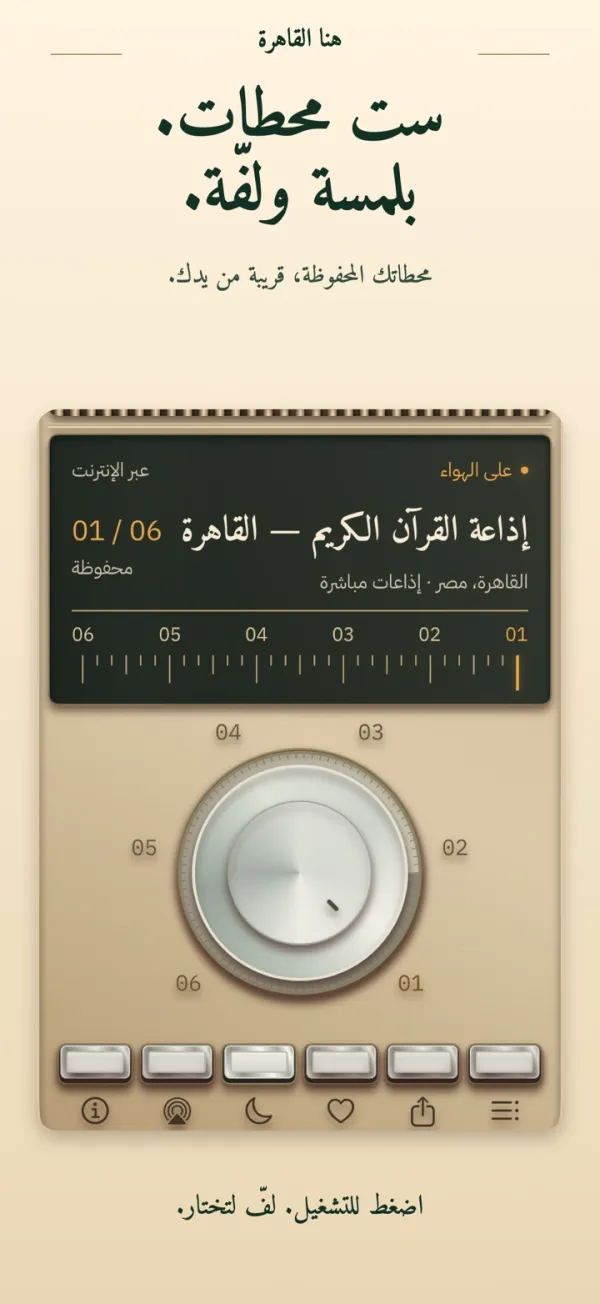 هنا القاهرة
ست محطات.
بلمسة ولفّة.
محطاتك المحفوظة، قريبة من يدك.
على الهواء
عبر الإنترنت
إذاعة القرآن الكريم — القاهرة
01 / 06
القاهرة، مصر · إذاعات مباشرة
محفوظة
01 02 03 04 05 06
04 03
05 02
06 01
اضغط للتشغيل. لفّ لتختار.